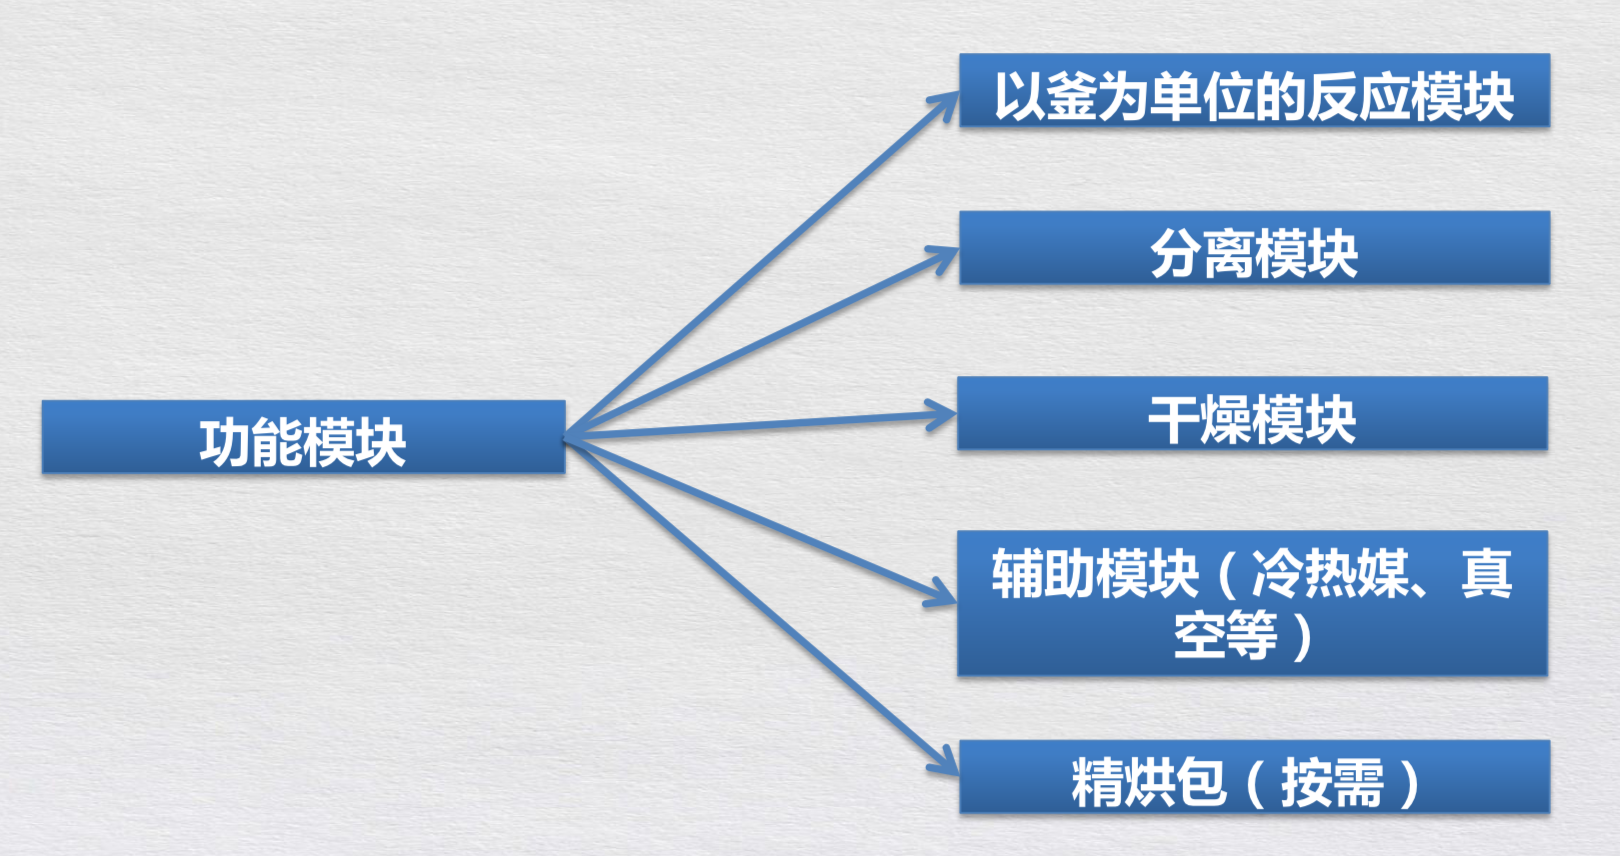 以釜为单位的反应模块
分离模块
功能模块
干燥模块
辅助模块（冷热媒、真
空等）
精烘包（按需）